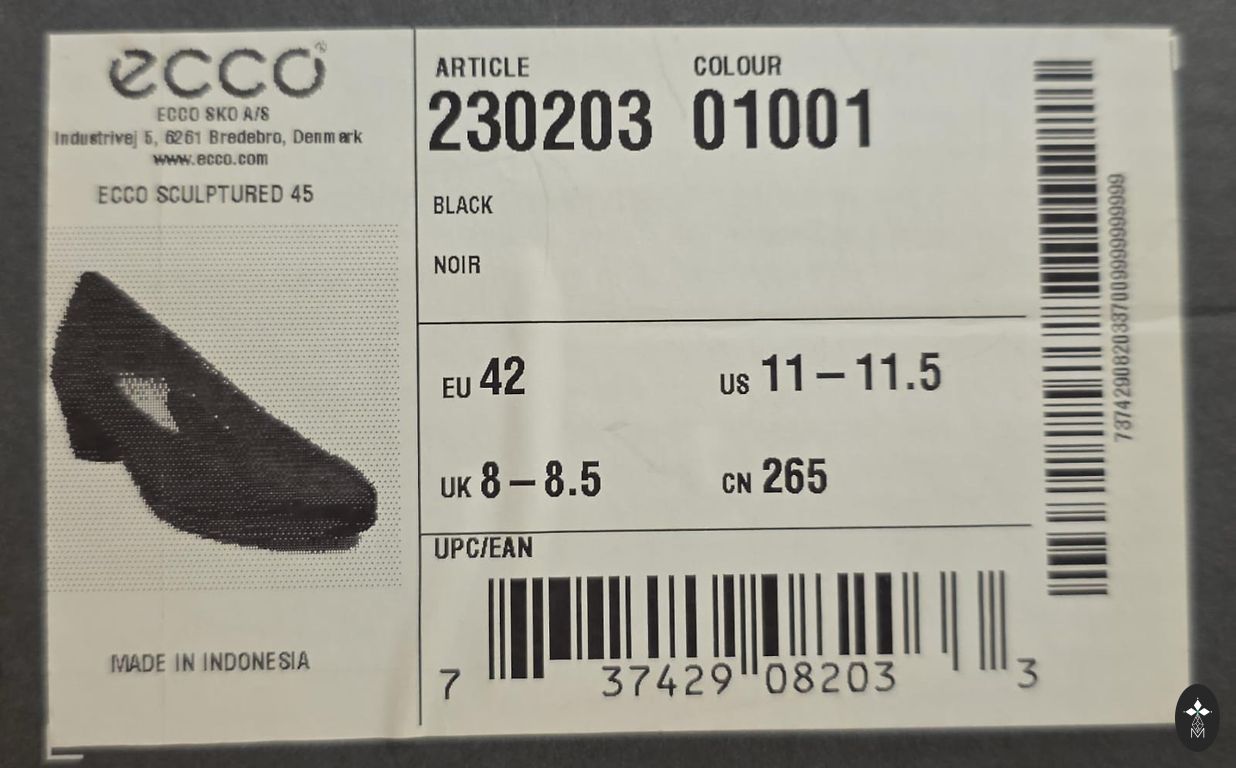 ecco®
ECCO SKO A/S
Industrivej 5, 6261 Bredebro, Denmark
www.ecco.com
ECCO SCULPTURED 45
MADE IN INDONESIA
ARTICLE COLOUR
230203 01001
BLACK
NOIR
EU 42 US 11 – 11.5
UK 8 – 8.5 CN 265
UPC/EAN
7 37429 08203 3
M